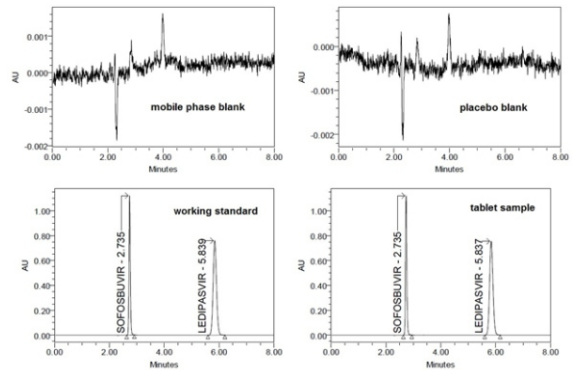 0.001
0.000
-0.001
-0.002
AU
mobile phase blank
0.00 2.00 4.00 6.00 8.00
Minutes
0.000
-0.001
-0.002
AU
placebo blank
0.00 2.00 4.00 6.00 8.00
Minutes
1.00
0.80
0.60
0.40
0.20
0.00
AU
working standard
SOFOSBUVIR - 2.735
LEDIPASVIR - 5.839
0.00 2.00 4.00 6.00 8.00
Minutes
1.00
0.80
0.60
0.40
0.20
0.00
AU
tablet sample
SOFOSBUVIR - 2.735
LEDIPASVIR - 5.837
0.00 2.00 4.00 6.00 8.00
Minutes